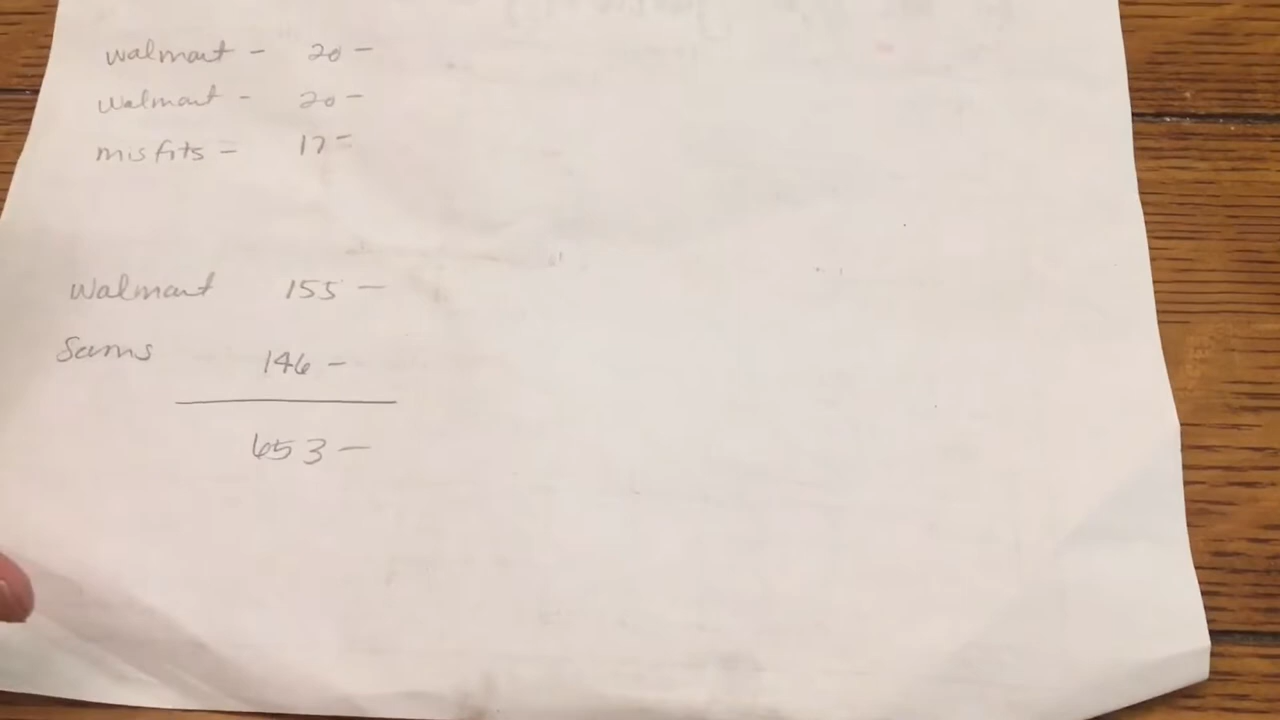 walmart - 20 -
Walmart - 20 -
misfits - 17 -
Walmart 155 -
Sams 146 -
653 -